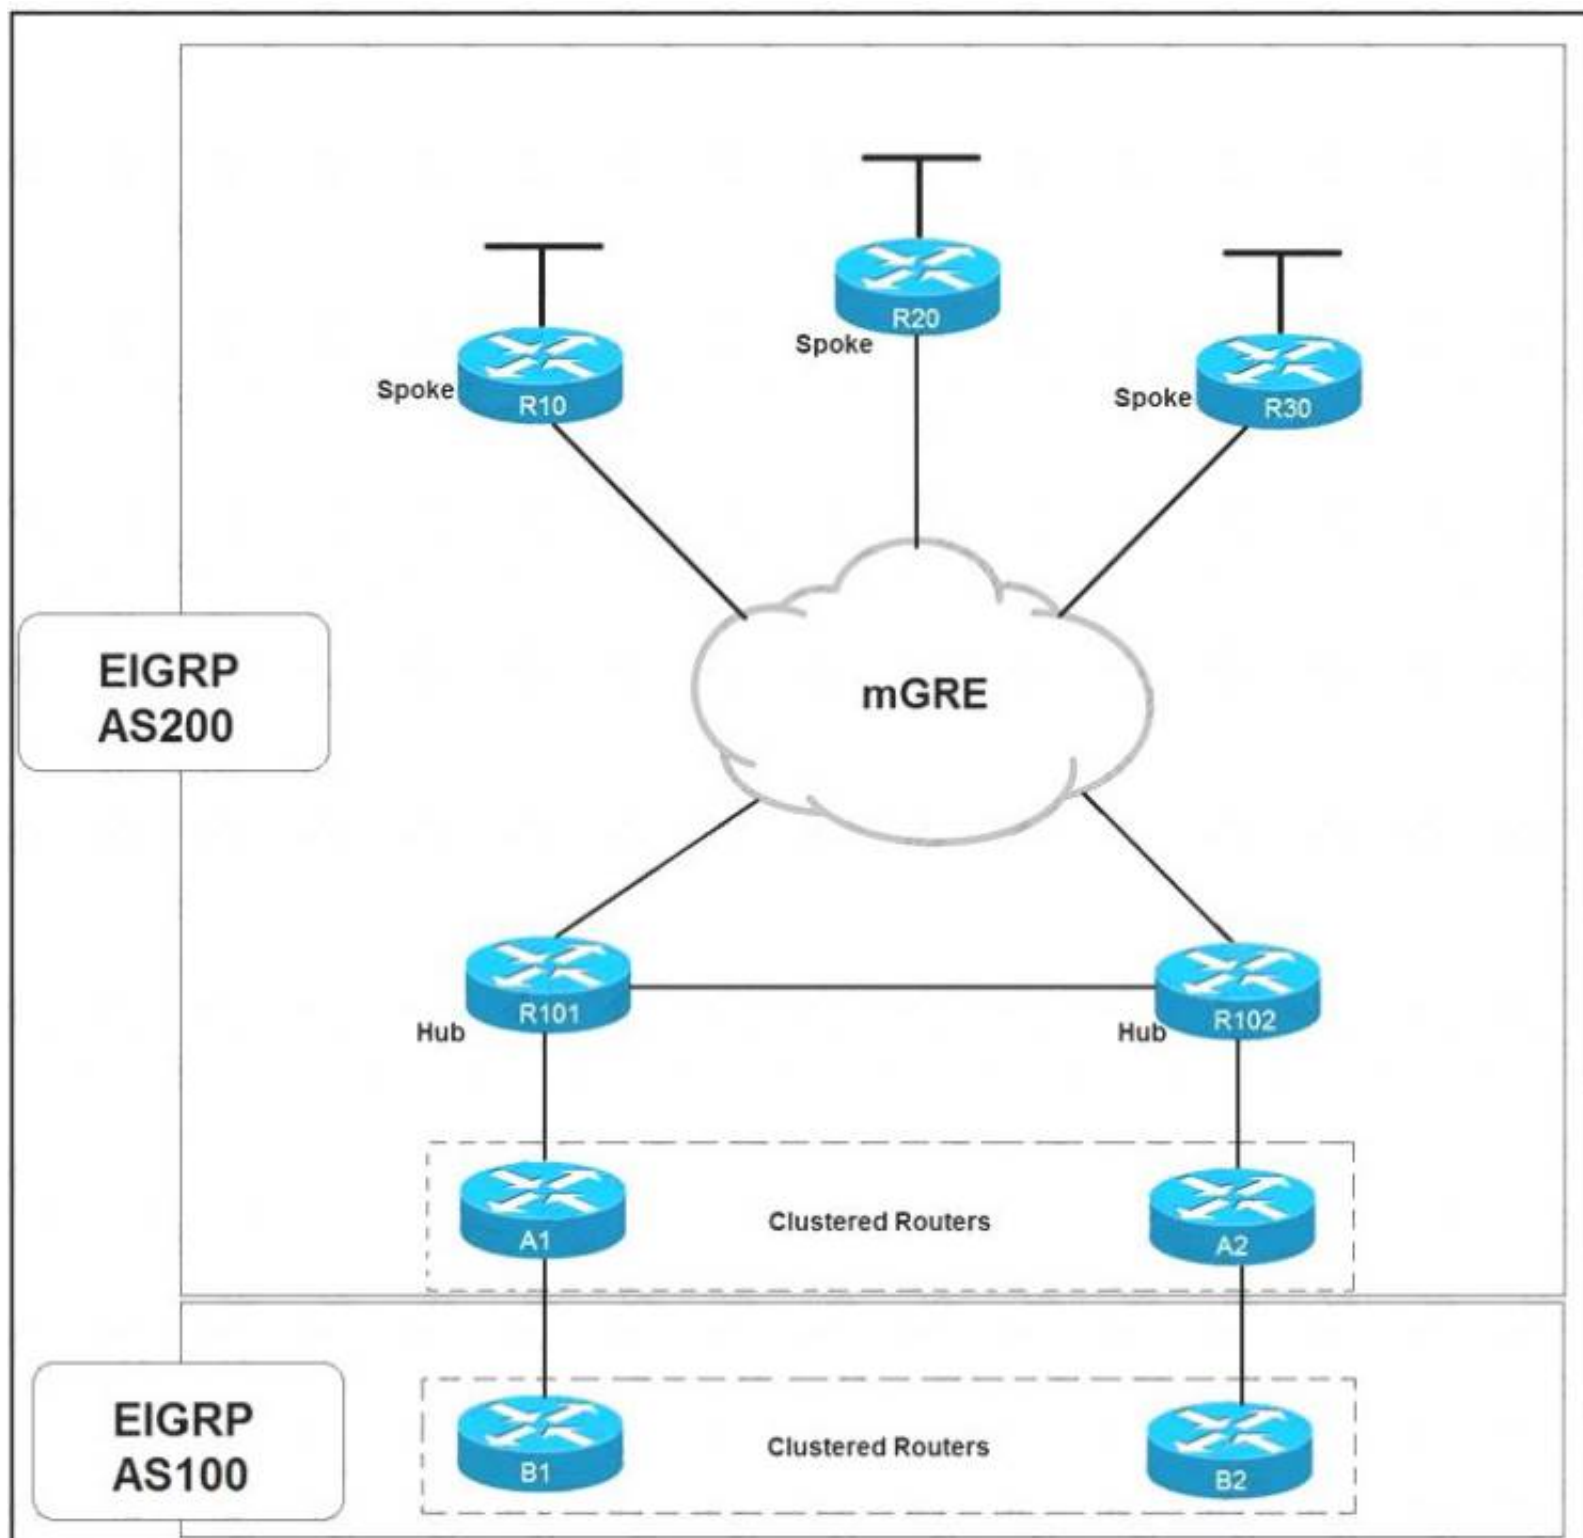 R20
Spoke
R10
Spoke
R30
Spoke
EIGRP
AS200
mGRE
R101
Hub
R102
Hub
A1
Clustered Routers
A2
EIGRP
AS100
B1
Clustered Routers
B2